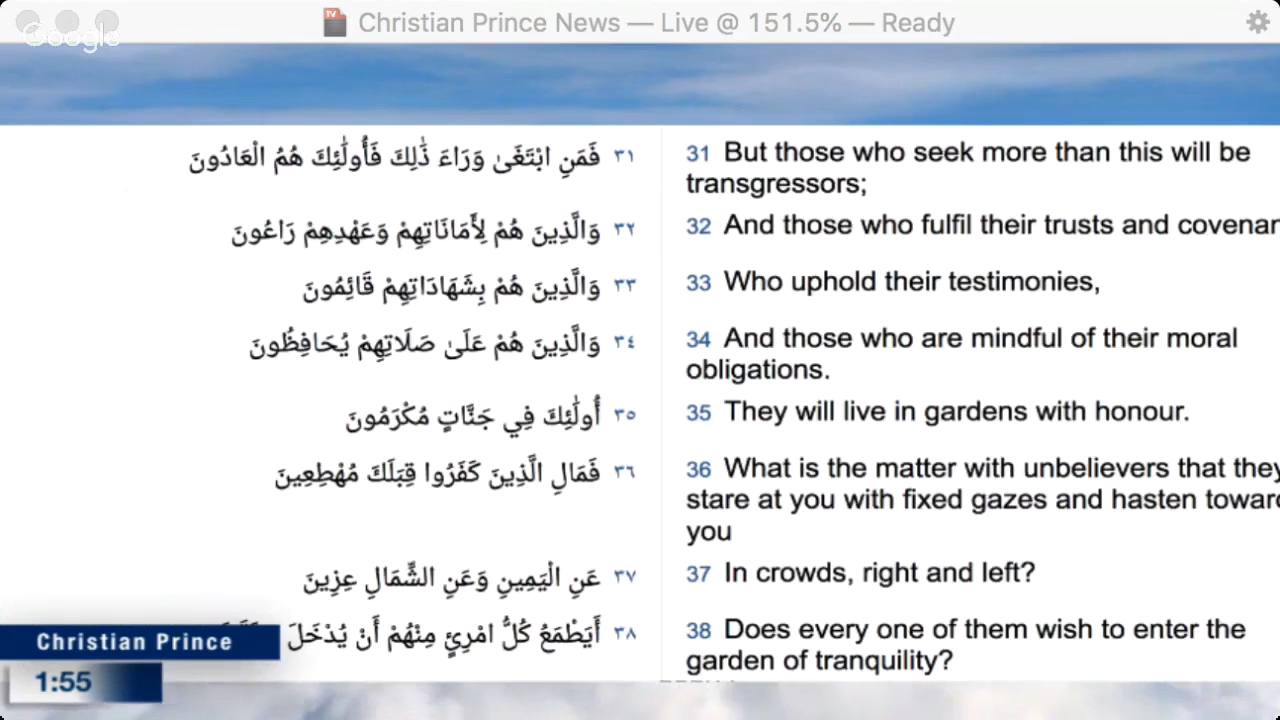 Google
TV
Christian Prince News — Live @ 151.5% — Ready
٣١ فَمَنِ ابْتَغَىٰ وَرَاءَ ذَٰلِكَ فَأُولَٰئِكَ هُمُ الْعَادُونَ
31 But those who seek more than this will be
transgressors;
٣٢ وَالَّذِينَ هُمْ لِأَمَانَاتِهِمْ وَعَهْدِهِمْ رَاعُونَ
32 And those who fulfil their trusts and covenan
٣٣ وَالَّذِينَ هُمْ بِشَهَادَاتِهِمْ قَائِمُونَ
33 Who uphold their testimonies,
٣٤ وَالَّذِينَ هُمْ عَلَىٰ صَلَاتِهِمْ يُحَافِظُونَ
34 And those who are mindful of their moral
obligations.
٣٥ أُولَٰئِكَ فِي جَنَّاتٍ مُكْرَمُونَ
35 They will live in gardens with honour.
٣٦ فَمَالِ الَّذِينَ كَفَرُوا قِبَلَكَ مُهْطِعِينَ
36 What is the matter with unbelievers that they
stare at you with fixed gazes and hasten toward
you
٣٧ عَنِ الْيَمِينِ وَعَنِ الشِّمَالِ عِزِينَ
37 In crowds, right and left?
٣٨ أَيَطْمَعُ كُلُّ امْرِئٍ مِنْهُمْ أَنْ يُدْخَلَ
38 Does every one of them wish to enter the
garden of tranquility?
Christian Prince
1:55